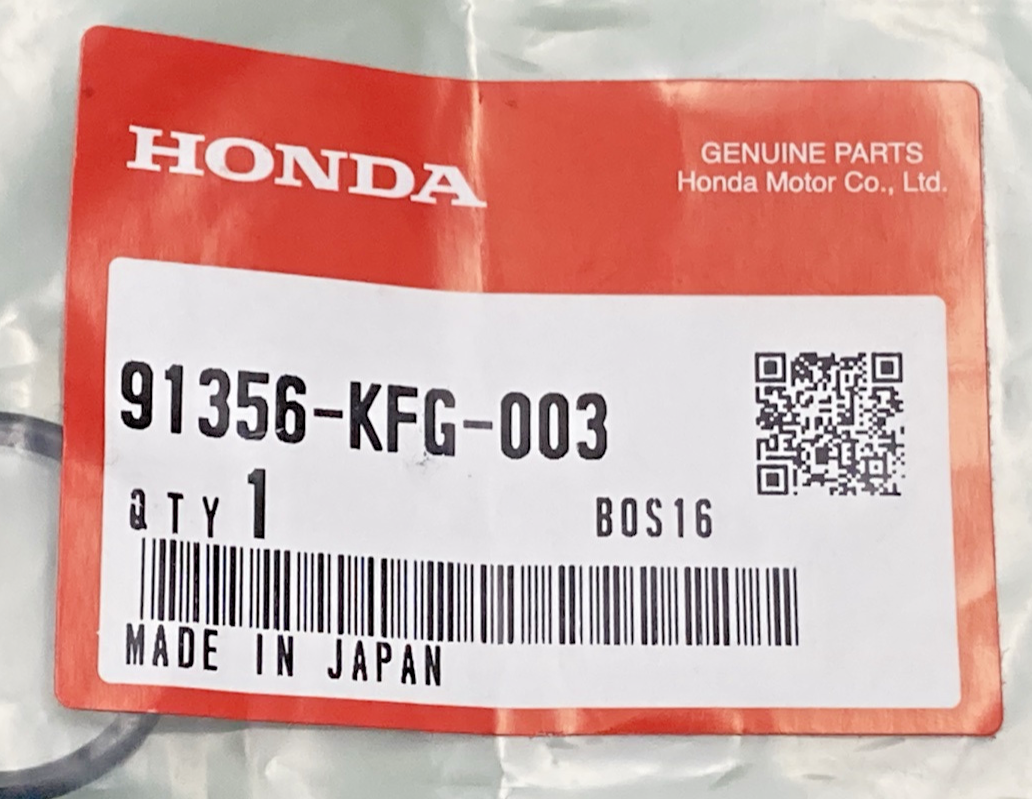 HONDA
GENUINE PARTS
Honda Motor Co., Ltd.
91356-KFG-003
QTY 1
BOS16
MADE IN JAPAN